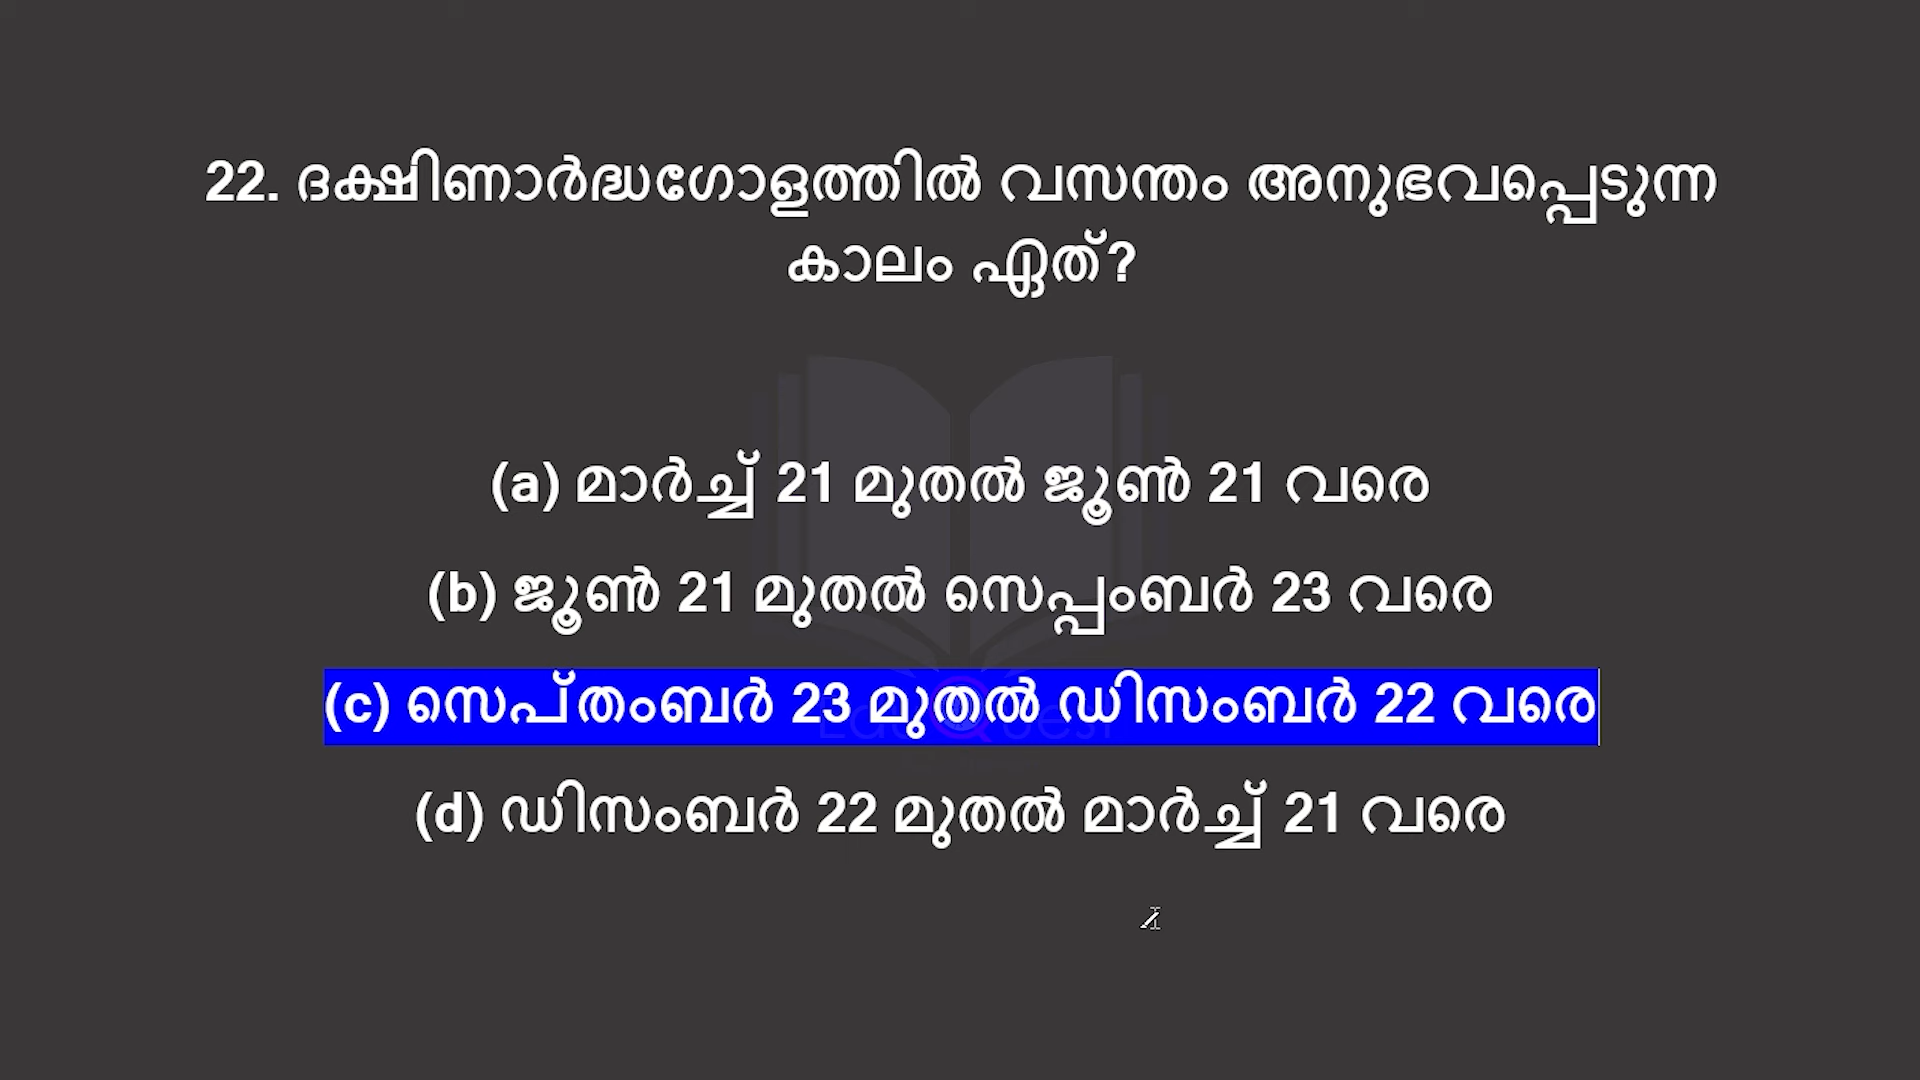 22. ദക്ഷിണാർദ്ധഗോളത്തിൽ വസന്തം അനുഭവപ്പെടുന്ന
കാലം ഏത്?
(a) മാർച്ച് 21 മുതൽ ജൂൺ 21 വരെ
(b) ജൂൺ 21 മുതൽ സെപ്പംബർ 23 വരെ
(c) സെപ്തംബർ 23 മുതൽ ഡിസംബർ 22 വരെ
(d) ഡിസംബർ 22 മുതൽ മാർച്ച് 21 വരെ